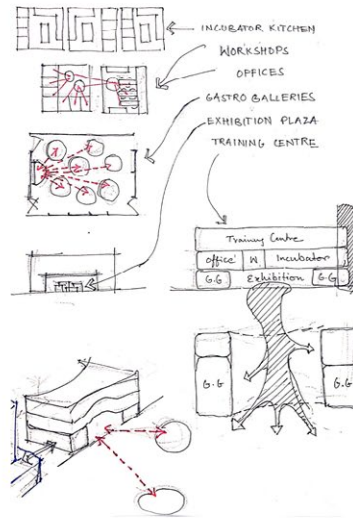 INCUBATOR KITCHEN
WORKSHOPS
OFFICES
GASTRO GALLERIES
EXHIBITION PLAZA
TRAINING CENTRE
Training Centre
Office W Incubator
G.G Exhibition G.G
G.G G.G